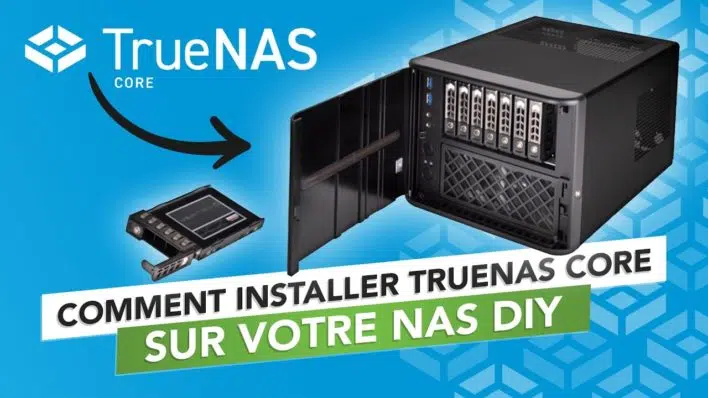 TrueNAS
CORE
COMMENT INSTALLER TRUENAS CORE
SUR VOTRE NAS DIY